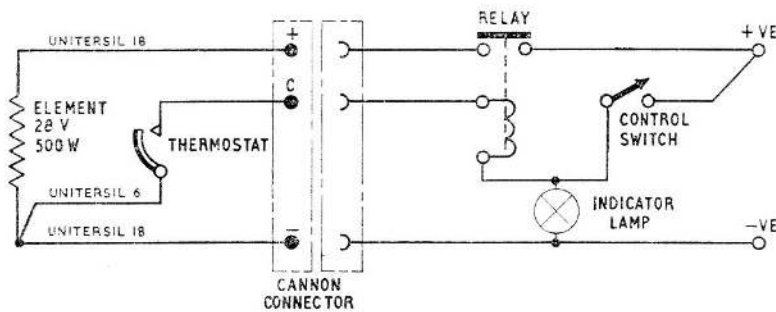 RELAY
UNITERSIL 18
+
+VE
C
ELEMENT
28 V
500 W
THERMOSTAT
CONTROL
SWITCH
UNITERSIL 6
INDICATOR
LAMP
UNITERSIL 18
−
−VE
CANNON
CONNECTOR